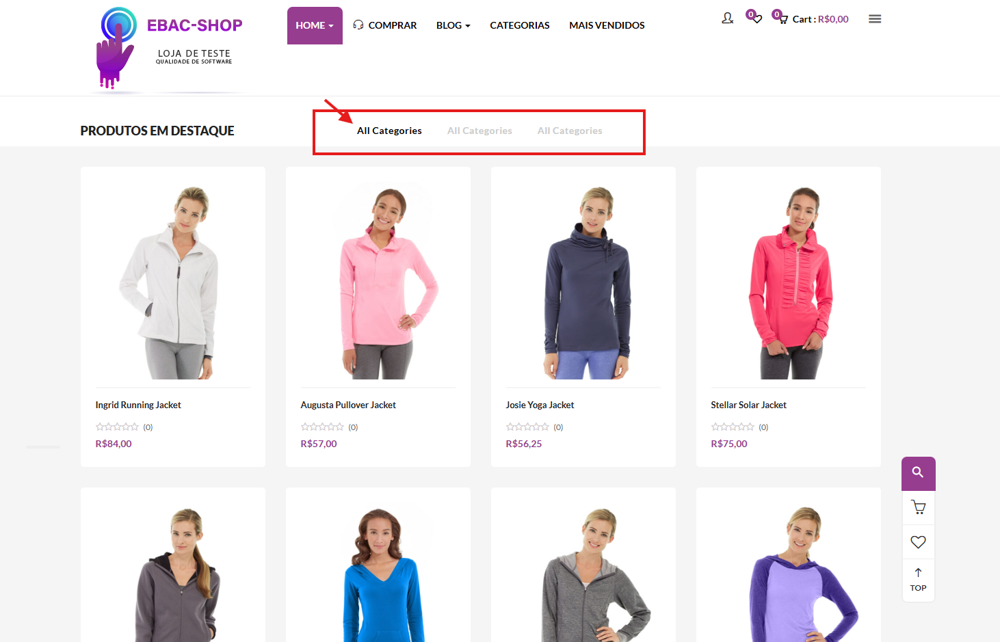 EBAC-SHOP
LOJA DE TESTE
QUALIDADE DE SOFTWARE
HOME COMPRAR BLOG CATEGORIAS MAIS VENDIDOS
0 0 Cart : R$0,00
PRODUTOS EM DESTAQUE
All Categories All Categories All Categories
Ingrid Running Jacket
(0)
R$84,00
Augusta Pullover Jacket
(0)
R$57,00
Josie Yoga Jacket
(0)
R$56,25
Stellar Solar Jacket
(0)
R$75,00
TOP